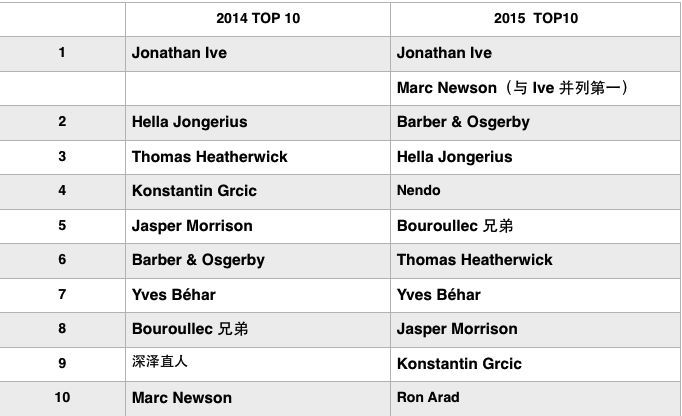 2014 TOP 10 2015 TOP10
1 Jonathan Ive Jonathan Ive
Marc Newson（与 Ive 并列第一）
2 Hella Jongerius Barber & Osgerby
3 Thomas Heatherwick Hella Jongerius
4 Konstantin Grcic Nendo
5 Jasper Morrison Bouroullec 兄弟
6 Barber & Osgerby Thomas Heatherwick
7 Yves Béhar Yves Béhar
8 Bouroullec 兄弟 Jasper Morrison
9 深泽直人 Konstantin Grcic
10 Marc Newson Ron Arad